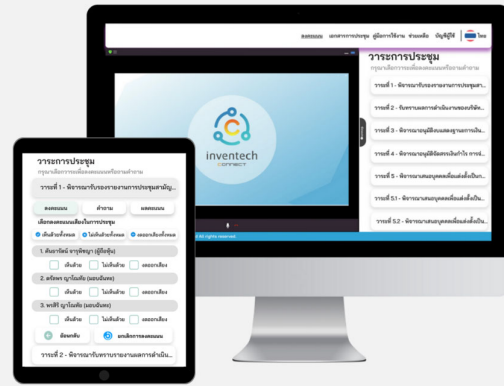 ลงคะแนน เอกสารการประชุม คู่มือการใช้งาน ช่วยเหลือ บัญชีผู้ใช้ ไทย
วาระการประชุม
กรุณาเลือกวาระเพื่อลงคะแนนหรือถามคำถาม
วาระที่ 1 - พิจารณารับรองรายงานการประชุมสา...
วาระที่ 2 - รับทราบผลการดำเนินงานของบริษัท...
วาระที่ 3 - พิจารณาอนุมัติงบแสดงฐานะการเงิน...
วาระที่ 4 - พิจารณาอนุมัติจัดสรรเงินกำไร การจ่...
วาระที่ 5 - พิจารณาเสนอบุคคลเพื่อแต่งตั้งเป็นก...
วาระที่ 5.1 - พิจารณาเสนอบุคคลเพื่อแต่งตั้งเป็น...
วาระที่ 5.2 - พิจารณาเสนอบุคคลเพื่อแต่งตั้งเป็น...
inventech
CONNECT
All rights reserved
วาระการประชุม
กรุณาเลือกวาระเพื่อลงคะแนนหรือถามคำถาม
วาระที่ 1 - พิจารณารับรองรายงานการประชุมสามัญ...
ลงคะแนน คำถาม ผลคะแนน
เลือกลงคะแนนเสียงในการประชุม
เห็นด้วยทั้งหมด ไม่เห็นด้วยทั้งหมด งดออกเสียงทั้งหมด
1. คันธารัตน์ จารุพิชญา (ผู้ถือหุ้น)
เห็นด้วย ไม่เห็นด้วย งดออกเสียง
2. ตรัยพร ญาโณทัย (มอบฉันทะ)
เห็นด้วย ไม่เห็นด้วย งดออกเสียง
3. พรสิริ ญาโณทัย (มอบฉันทะ)
เห็นด้วย ไม่เห็นด้วย งดออกเสียง
ย้อนกลับ ยกเลิกการลงคะแนน
วาระที่ 2 - พิจารณารับทราบรายงานผลการดำเนิน...